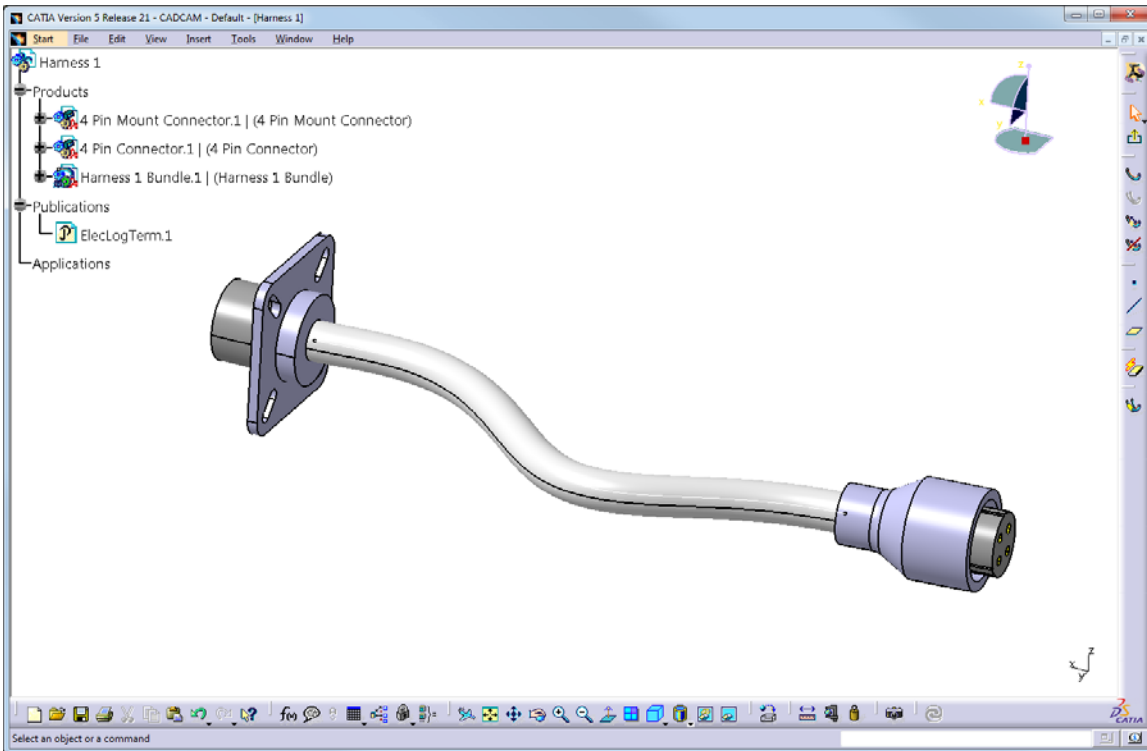 CATIA Version 5 Release 21 - CADCAM - Default - [Harness 1]
Start File Edit View Insert Tools Window Help
Harness 1
Products
4 Pin Mount Connector.1 | (4 Pin Mount Connector)
4 Pin Connector.1 | (4 Pin Connector)
Harness 1 Bundle.1 | (Harness 1 Bundle)
Publications
ElecLogTerm.1
Applications
z
x
y
z
x
y
f(x)
CATIA
Select an object or a command